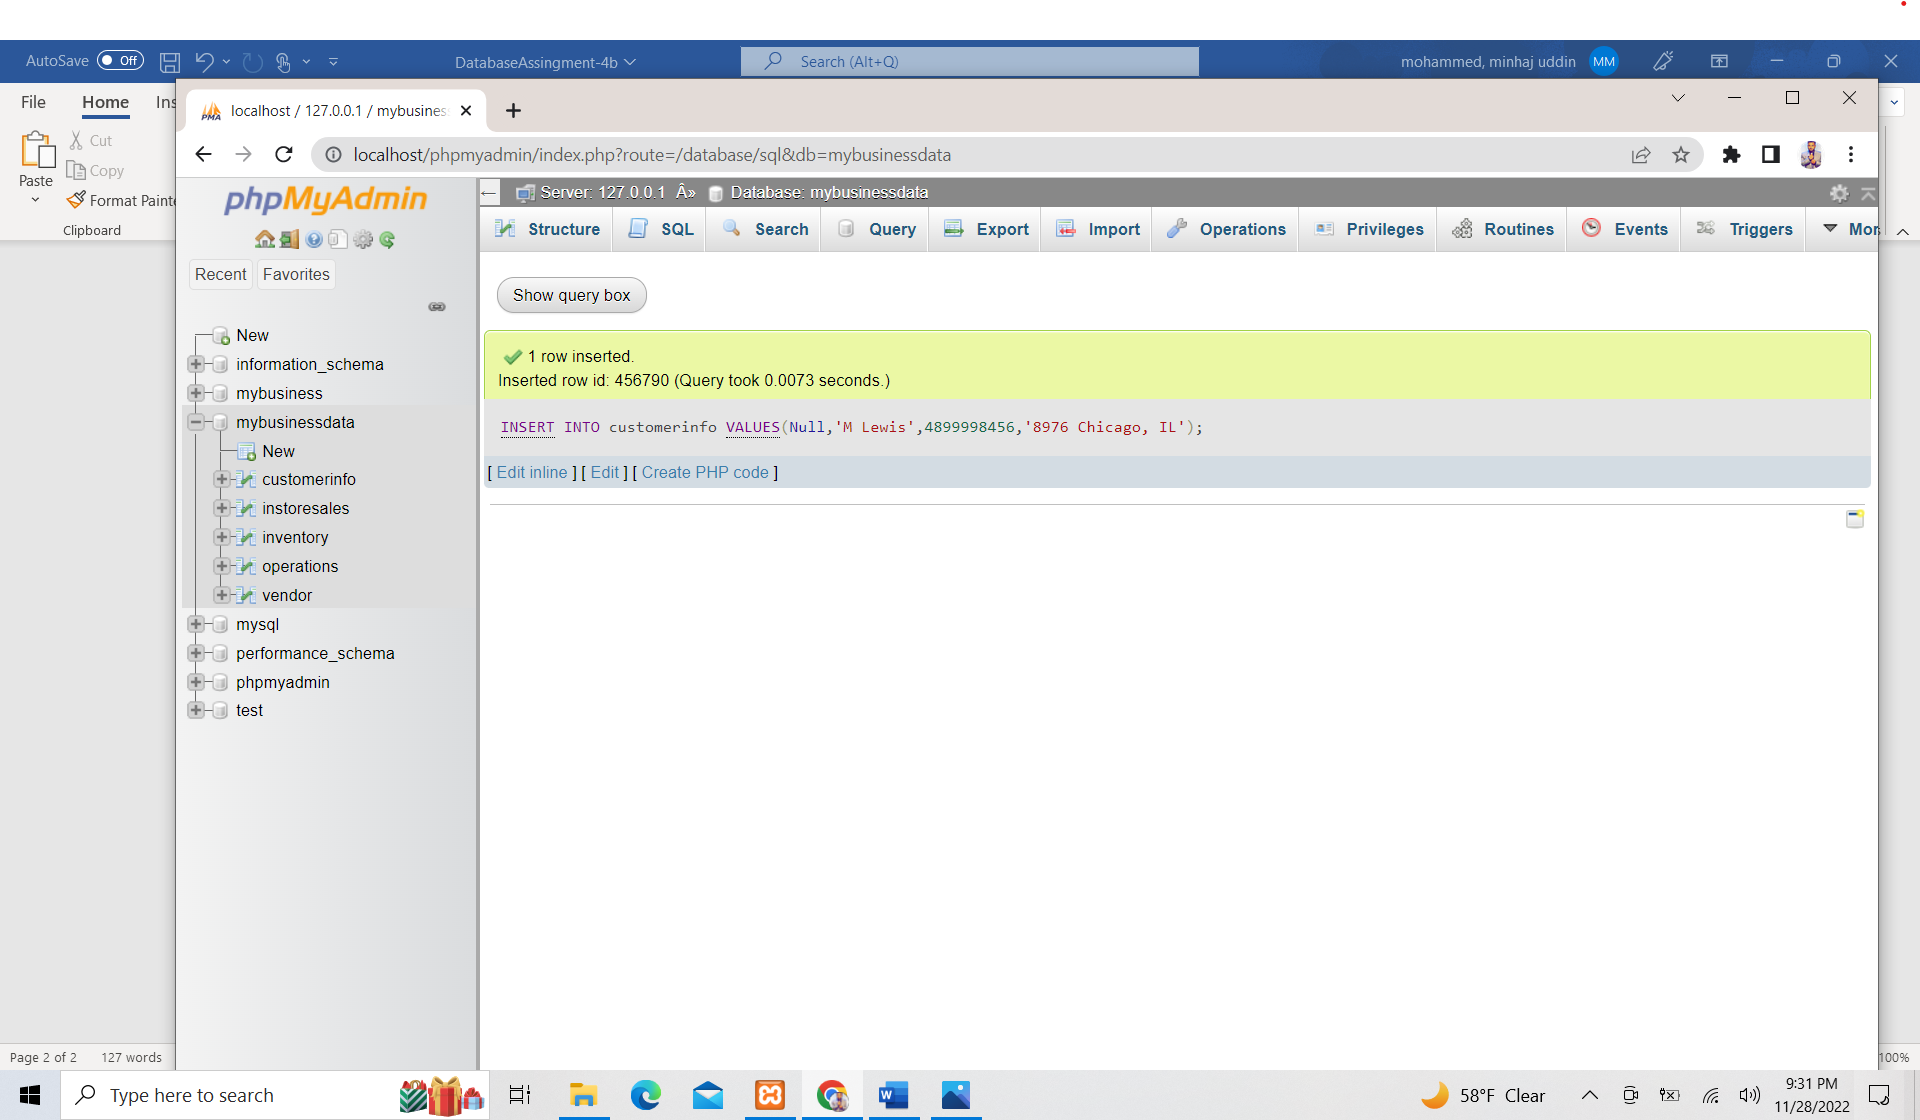 AutoSave Off DatabaseAssingment-4b Search (Alt+Q) mohammed, minhaj uddin MM
File Home Ins
localhost / 127.0.0.1 / mybusines
Cut
Copy
Paste
Format Painte
Clipboard
localhost/phpmyadmin/index.php?route=/database/sql&db=mybusinessdata
phpMyAdmin
Server: 127.0.0.1 Â» Database: mybusinessdata
Structure SQL Search Query Export Import Operations Privileges Routines Events Triggers Mor
Recent Favorites
Show query box
New
information_schema
mybusiness
mybusinessdata
New
customerinfo
instoresales
inventory
operations
vendor
mysql
performance_schema
phpmyadmin
test
1 row inserted.
Inserted row id: 456790 (Query took 0.0073 seconds.)
INSERT INTO customerinfo VALUES(Null,'M Lewis',4899998456,'8976 Chicago, IL');
[ Edit inline ] [ Edit ] [ Create PHP code ]
Page 2 of 2 127 words 100%
Type here to search
58°F Clear
9:31 PM
11/28/2022